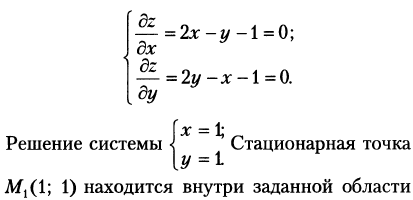 ∂z/∂x = 2x − y − 1 = 0;
∂z/∂y = 2y − x − 1 = 0.
Решение системы { x = 1; y = 1. Стационарная точка
M₁(1; 1) находится внутри заданной области